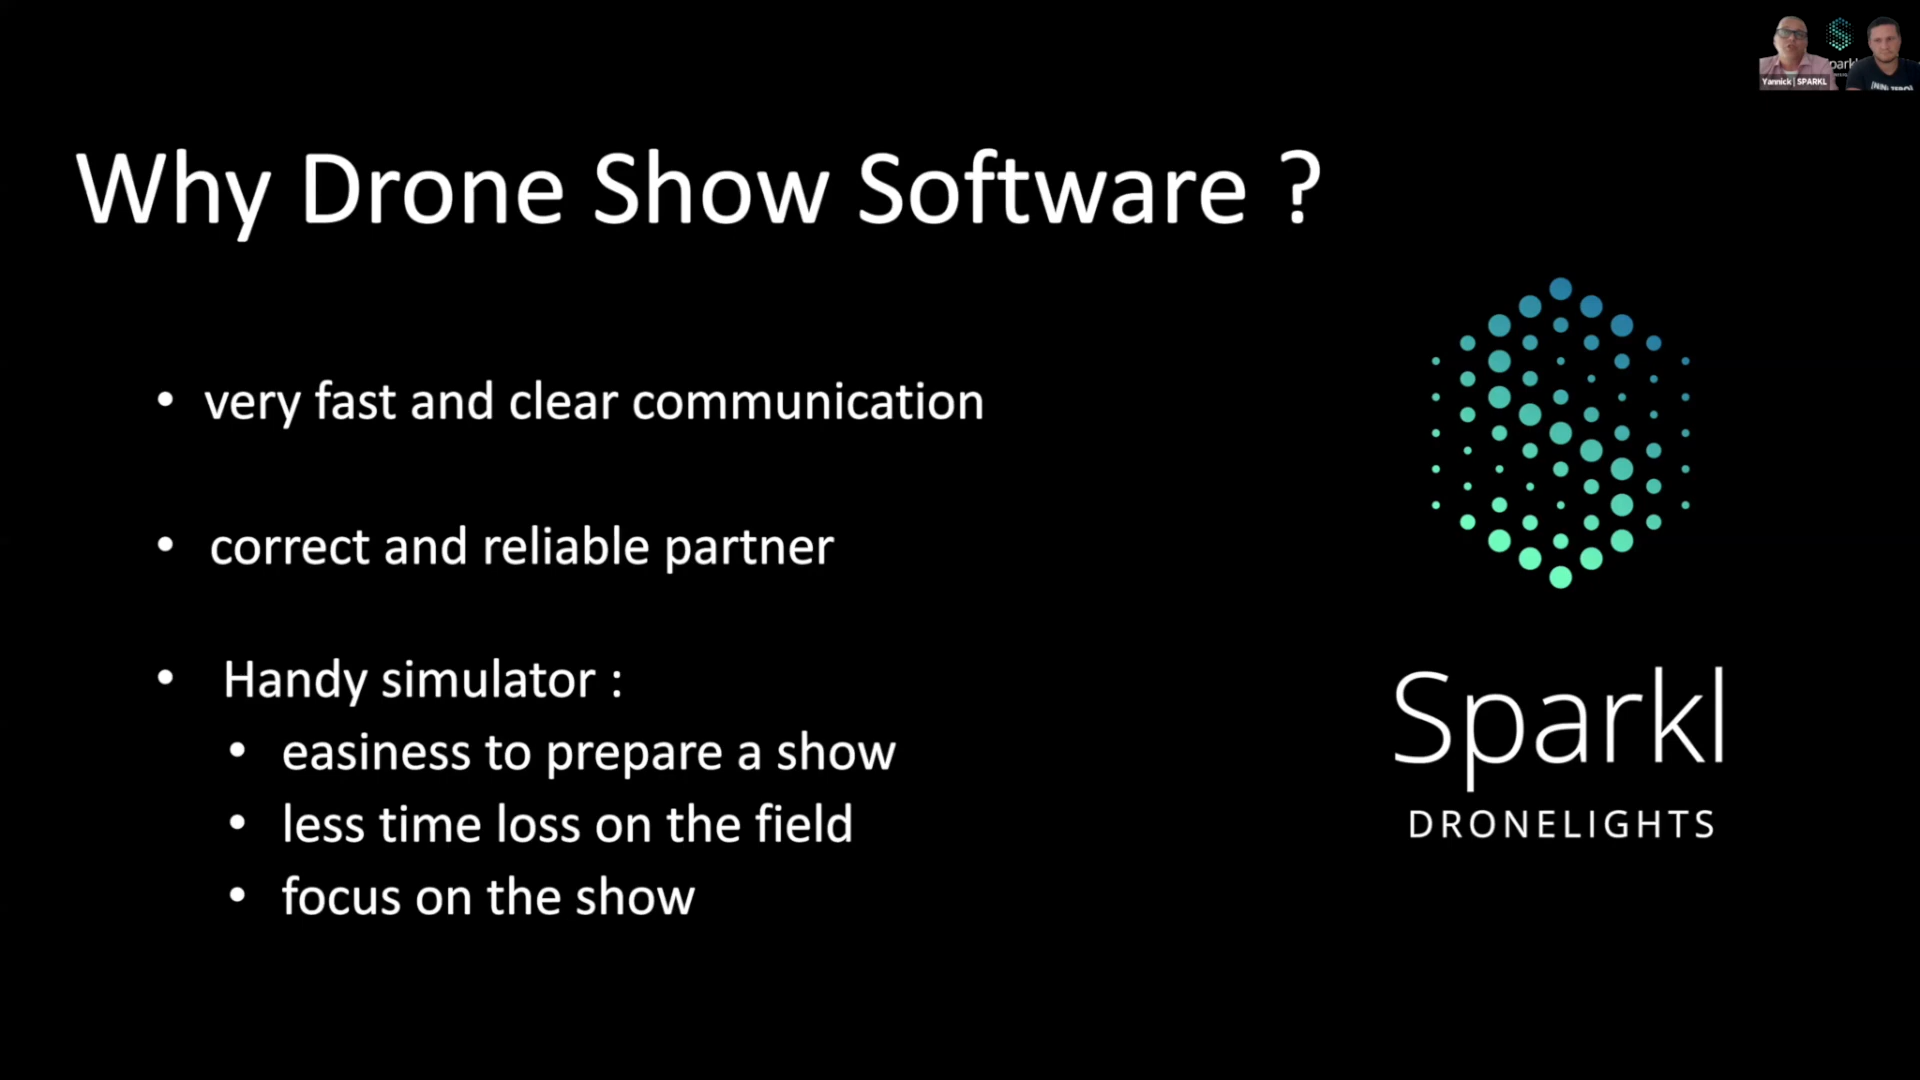 Yannick | SPARKL
Why Drone Show Software ?
• very fast and clear communication
• correct and reliable partner
• Handy simulator :
• easiness to prepare a show
• less time loss on the field
• focus on the show
Sparkl
DRONELIGHTS